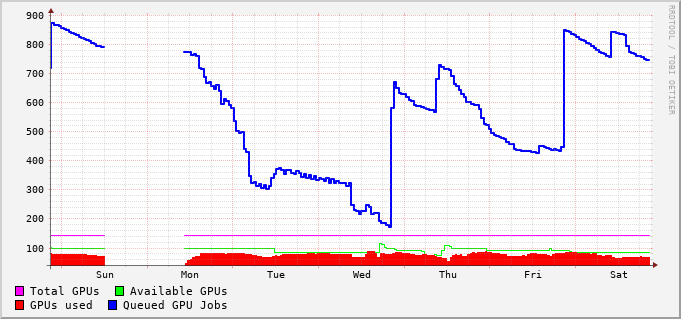 900
800
700
600
500
400
300
200
100
Sun Mon Tue Wed Thu Fri Sat
Total GPUs Available GPUs
GPUs used Queued GPU Jobs
RRDTOOL / TOBI OETIKER